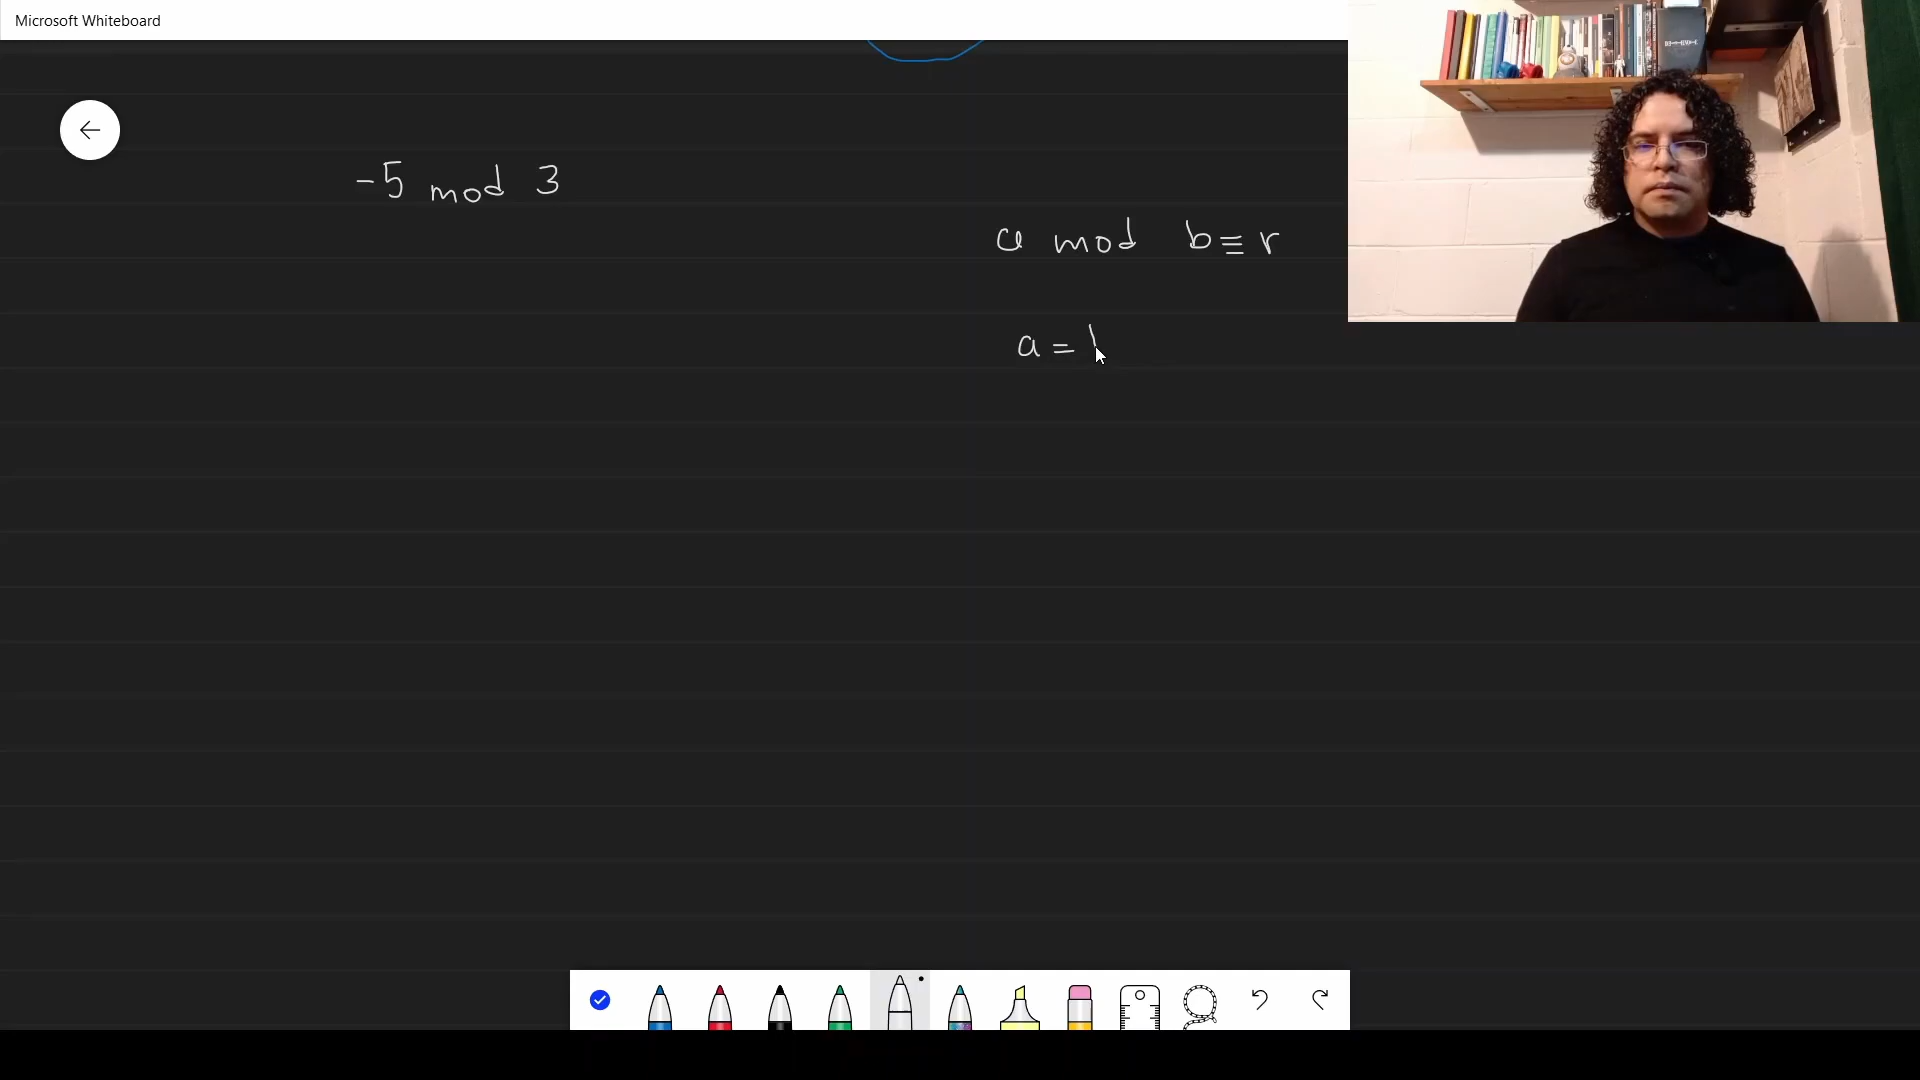 Microsoft Whiteboard
-5 mod 3
a mod b ≡ r
a =